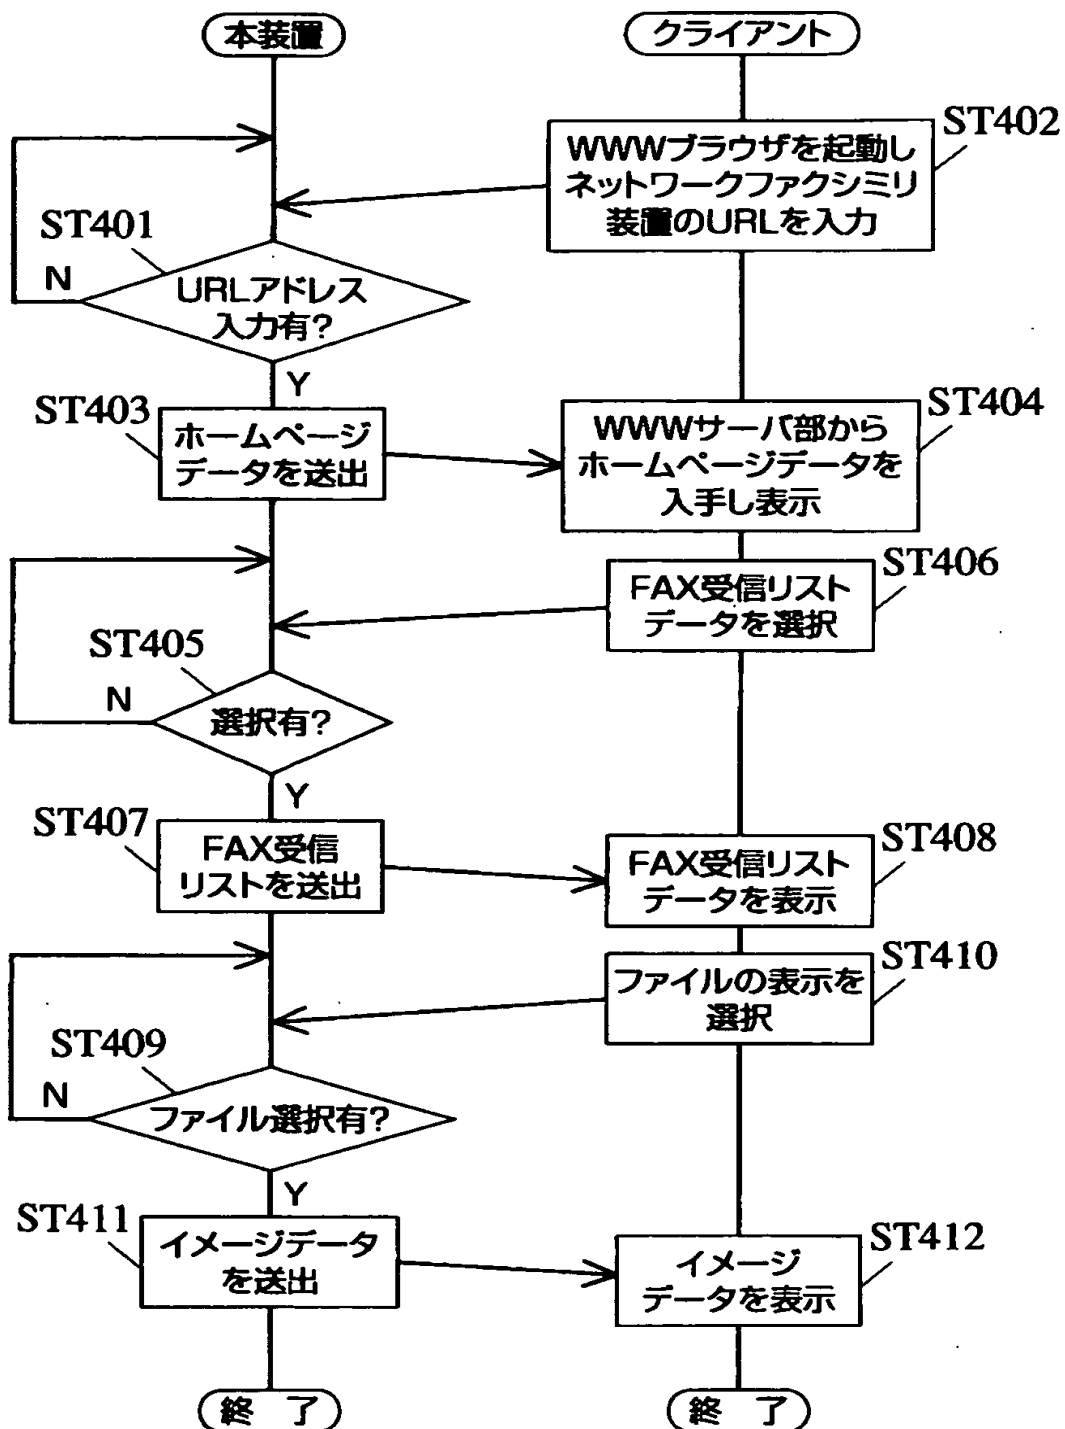 本装置
クライアント
ST402
WWWブラウザを起動し
ネットワークファクシミリ
装置のURLを入力
ST401
N
URLアドレス
入力有?
Y
ST403
ホームページ
データを送出
ST404
WWWサーバ部から
ホームページデータを
入手し表示
ST406
FAX受信リスト
データを選択
ST405
N
選択有?
Y
ST407
FAX受信
リストを送出
ST408
FAX受信リスト
データを表示
ST410
ファイルの表示を
選択
ST409
N
ファイル選択有?
Y
ST411
イメージデータ
を送出
ST412
イメージ
データを表示
終 了
終 了